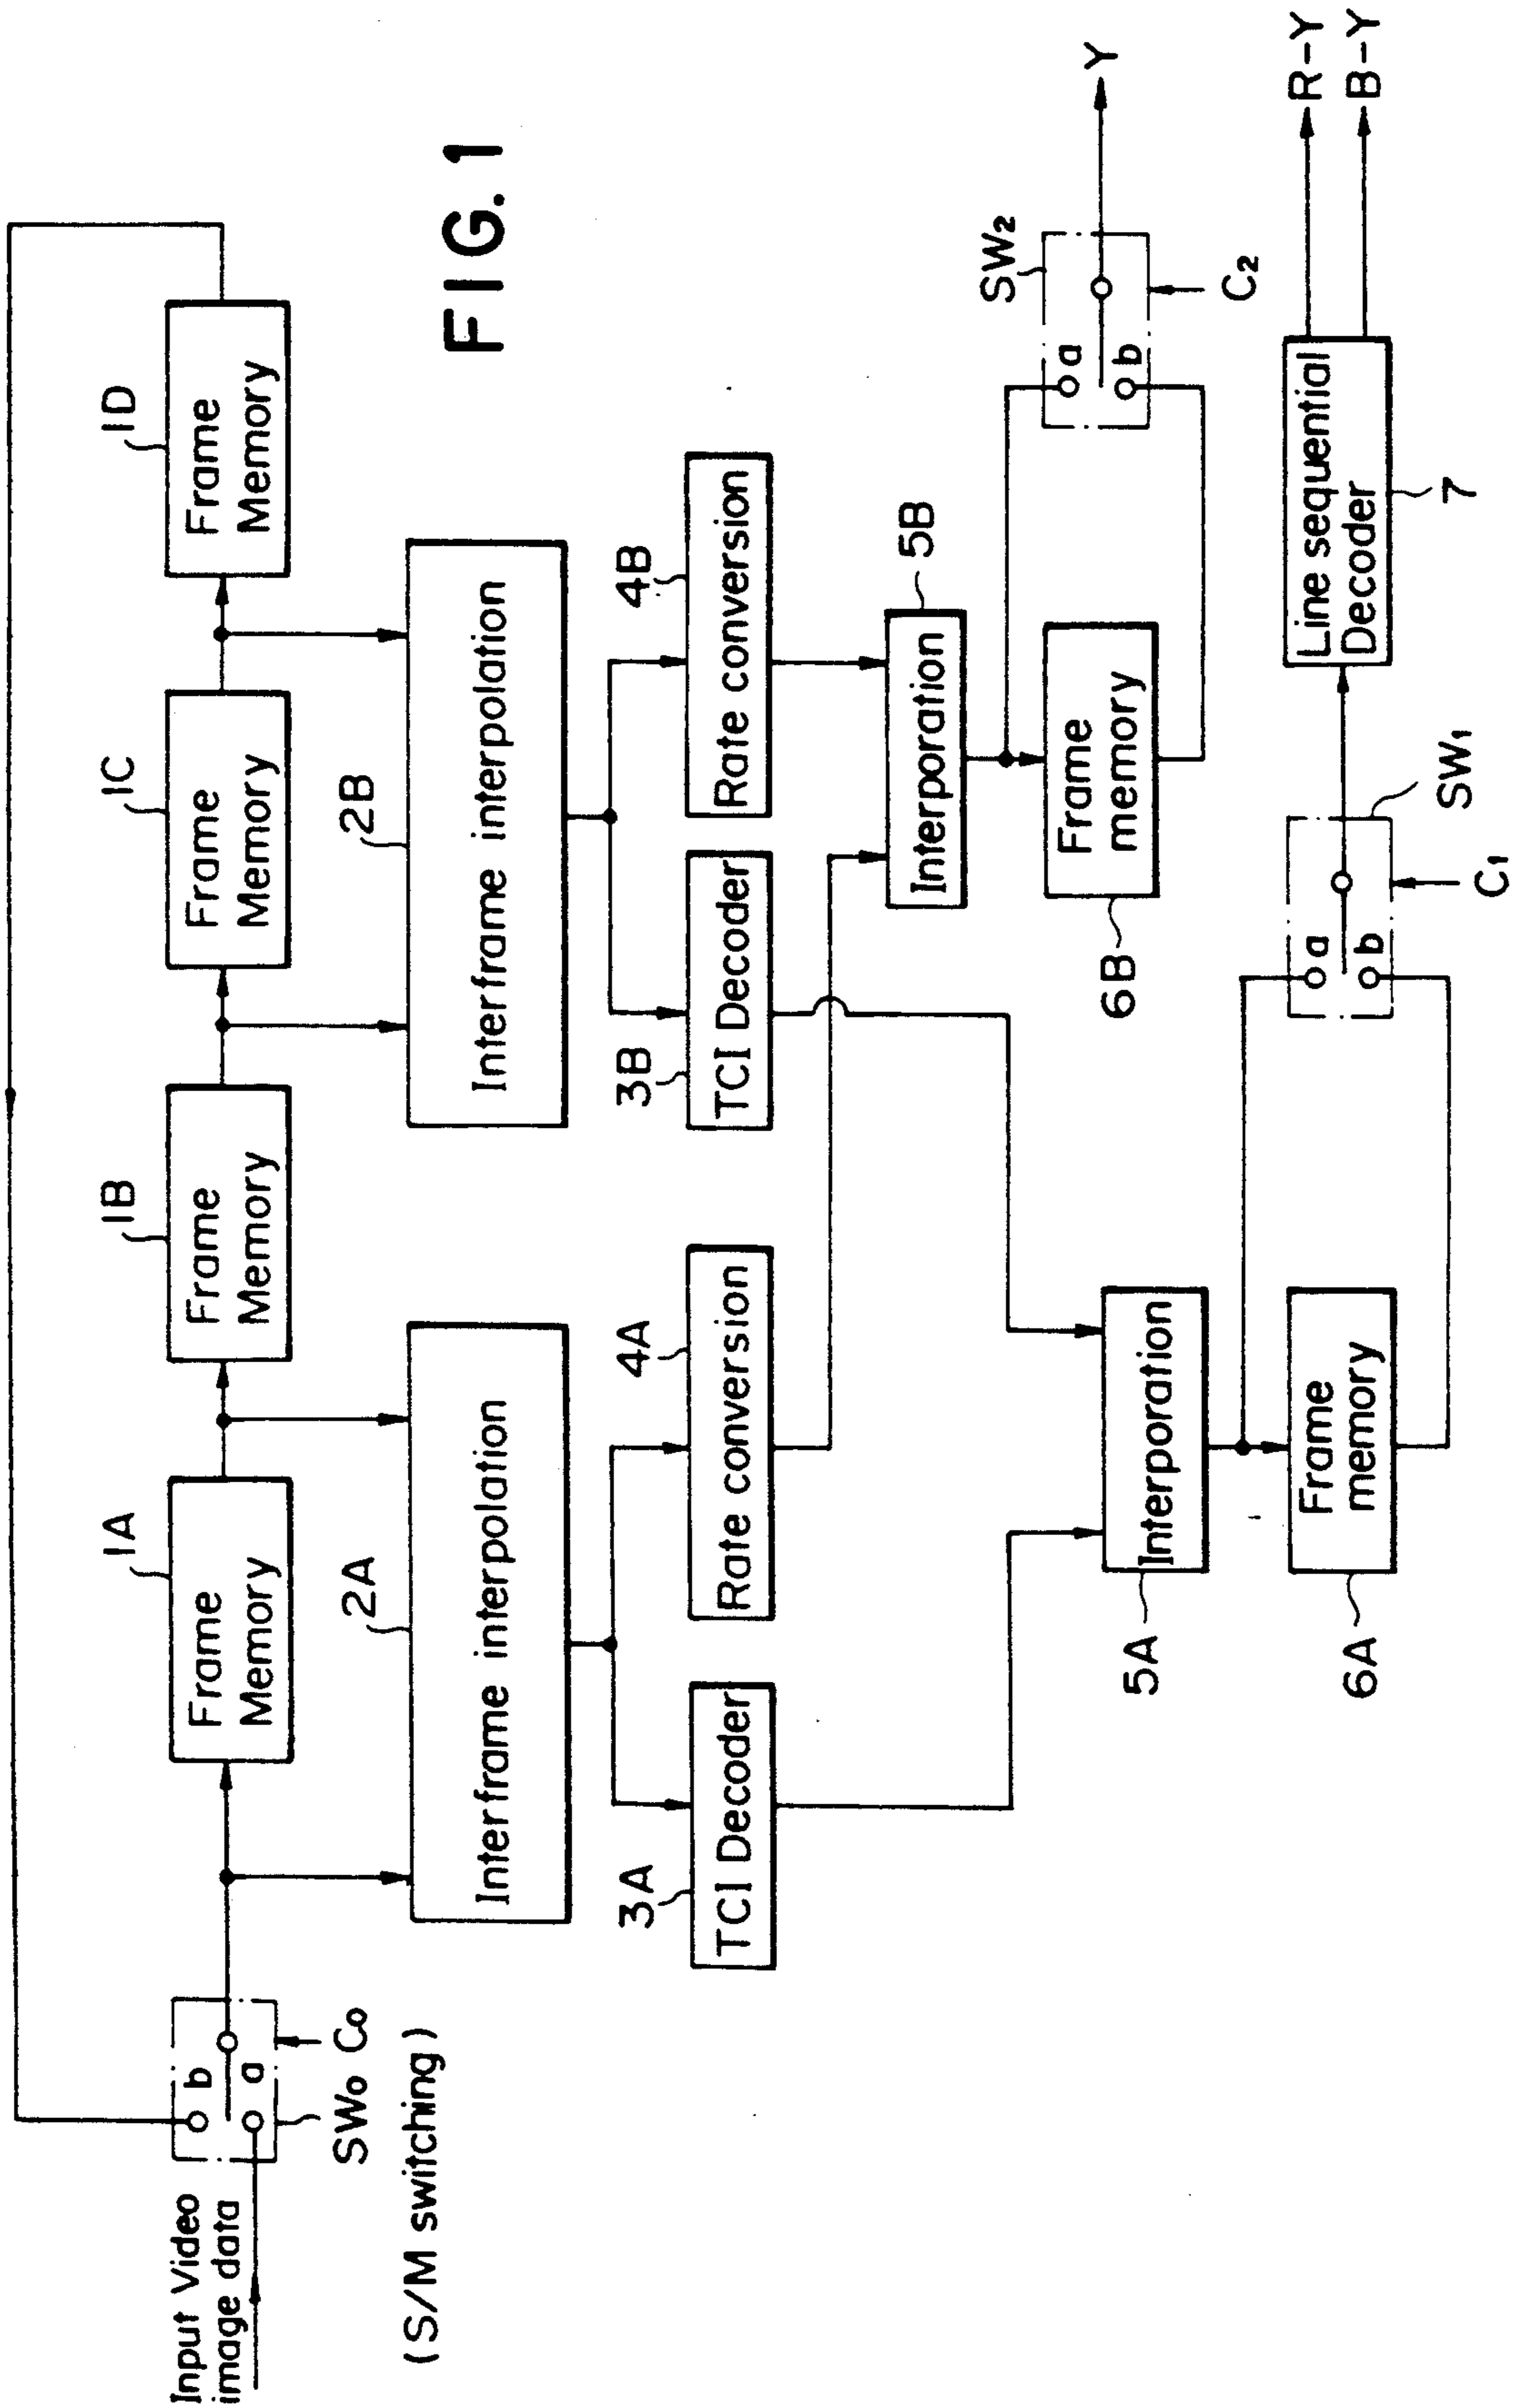 FIG. 1
Input Video
image data
b
a
SW₀ C₀
(S/M switching)
1A
Frame
Memory
1B
Frame
Memory
1C
Frame
Memory
1D
Frame
Memory
2A
Interframe interpolation
2B
Interframe interpolation
3A
TCI Decoder
4A
Rate conversion
3B
TCI Decoder
4B
Rate conversion
5B
Interporation
6B
Frame
memory
SW₂
a
b
C₂
Y
5A
Interporation
6A
Frame
memory
a
b
SW₁
C₁
Line sequential
Decoder
7
R-Y
B-Y